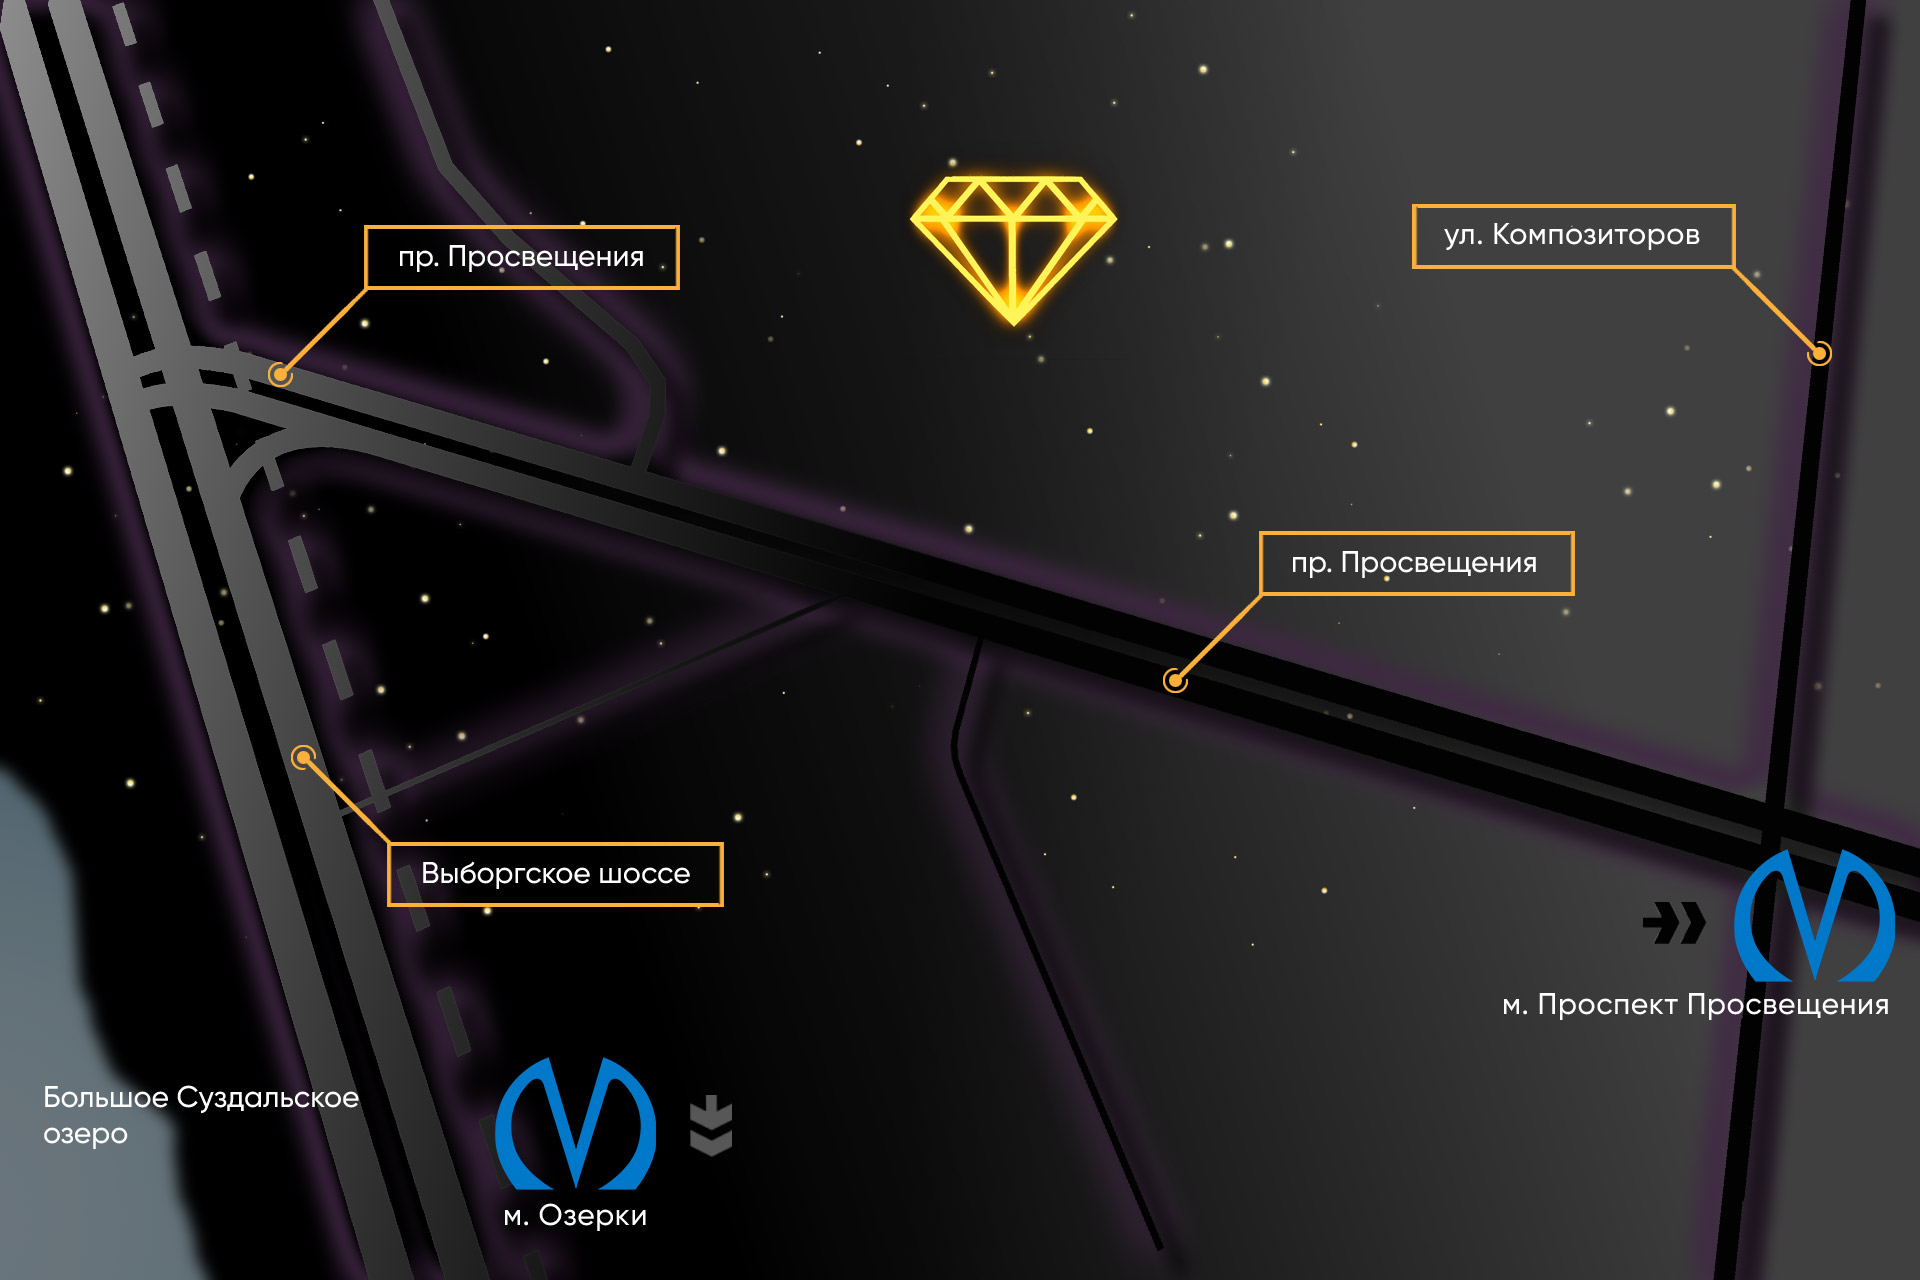 ул. Композиторов
пр. Просвещения
пр. Просвещения
Выборгское шоссе
м. Проспект Просвещения
Большое Суздальское
озеро
м. Озерки